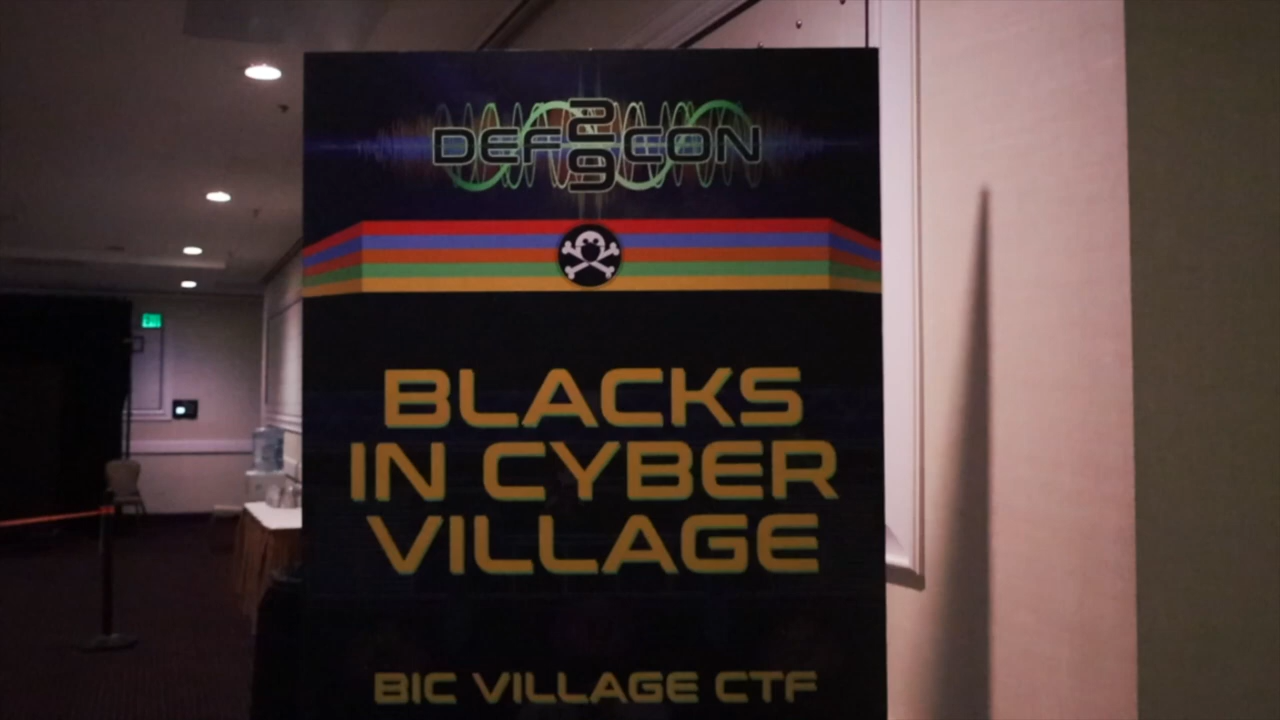 DEF 29 CON
BLACKS
IN CYBER
VILLAGE
BIC VILLAGE CTF